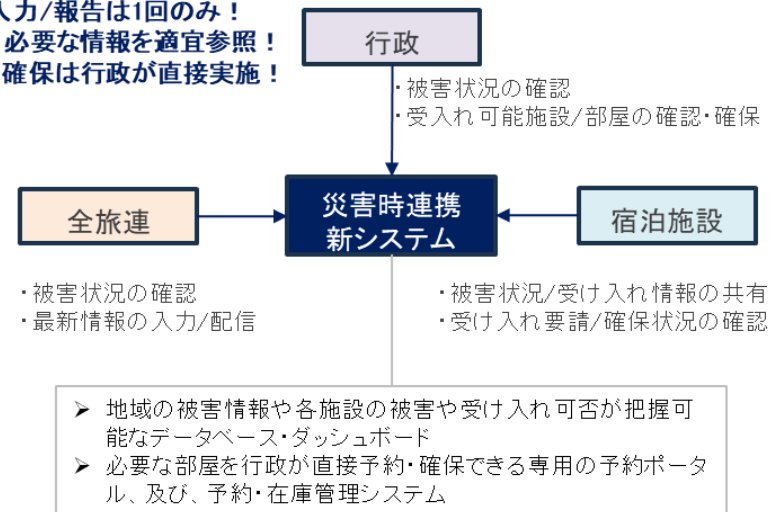 入力/報告は1回のみ！
必要な情報を適宜参照！
確保は行政が直接実施！
行政
・被害状況の確認
・受入れ可能施設/部屋の確認・確保
全旅連
災害時連携
新システム
宿泊施設
・被害状況の確認
・最新情報の入力/配信
・被害状況/受け入れ情報の共有
・受け入れ要請/確保状況の確認
➤ 地域の被害情報や各施設の被害や受け入れ可否が把握可
能なデータベース・ダッシュボード
➤ 必要な部屋を行政が直接予約・確保できる専用の予約ポータ
ル、及び、予約・在庫管理システム